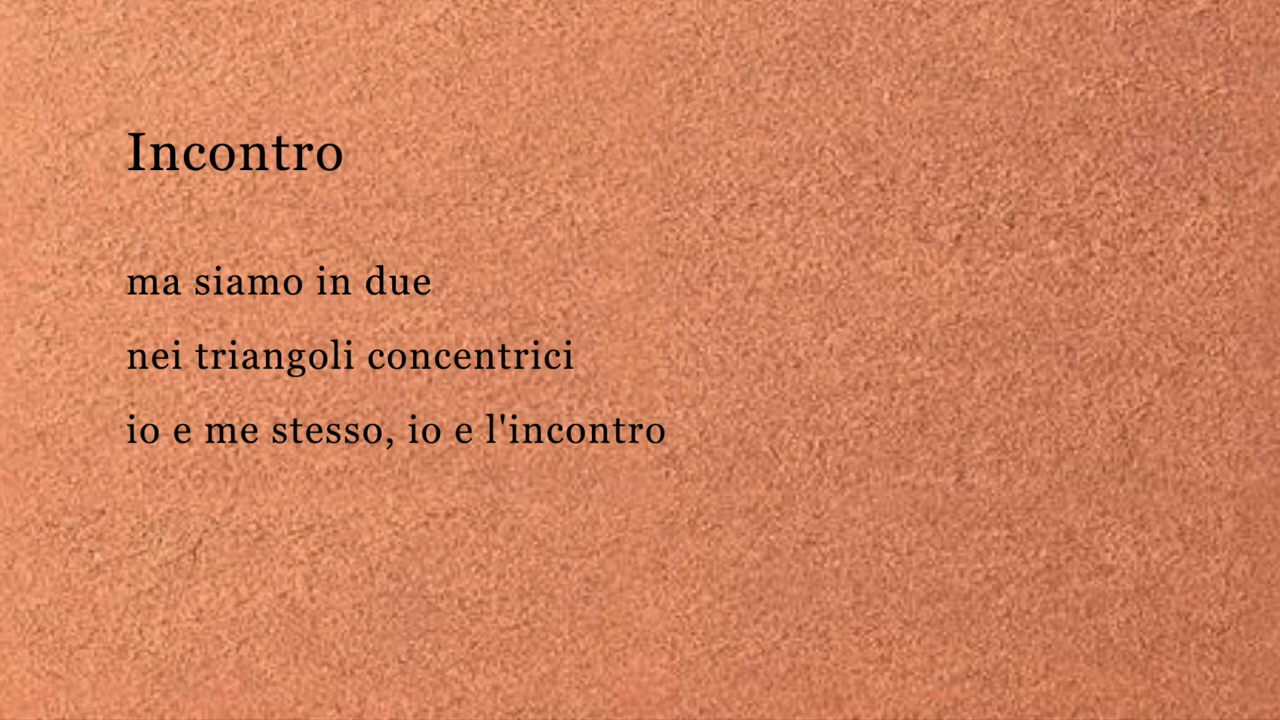 Incontro
ma siamo in due
nei triangoli concentrici
io e me stesso, io e l'incontro